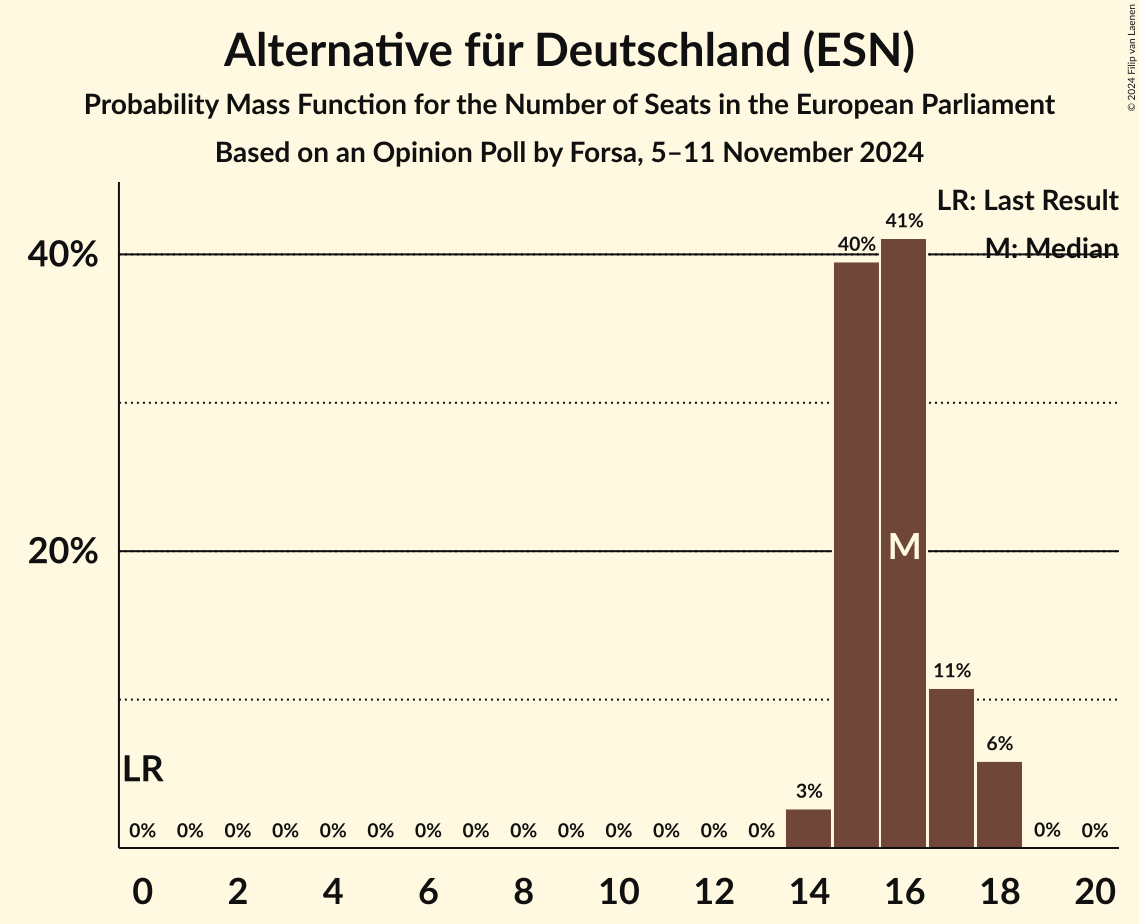 Alternative für Deutschland (ESN)
Probability Mass Function for the Number of Seats in the European Parliament
Based on an Opinion Poll by Forsa, 5–11 November 2024
© 2024 Filip van Laenen
LR: Last Result
M: Median
40%
20%
41%
40%
M
11%
6%
3%
LR
0% 0% 0% 0% 0% 0% 0% 0% 0% 0% 0% 0% 0% 0% 0% 0%
0 2 4 6 8 10 12 14 16 18 20